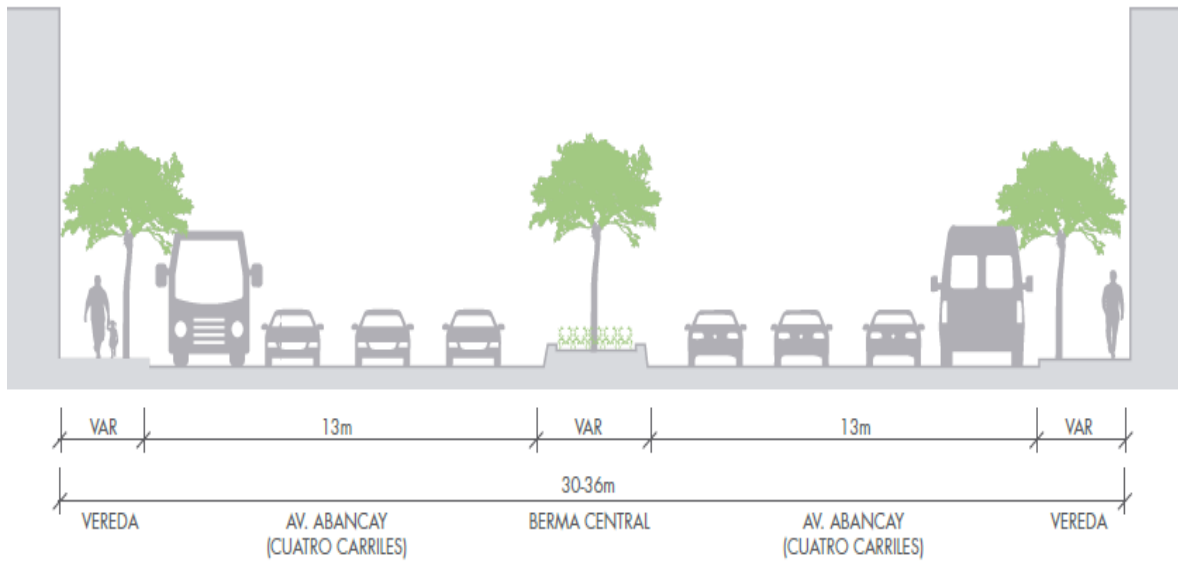 VAR
13m
VAR
13m
VAR
30-36m
VEREDA
AV. ABANCAY
(CUATRO CARRILES)
BERMA CENTRAL
AV. ABANCAY
(CUATRO CARRILES)
VEREDA